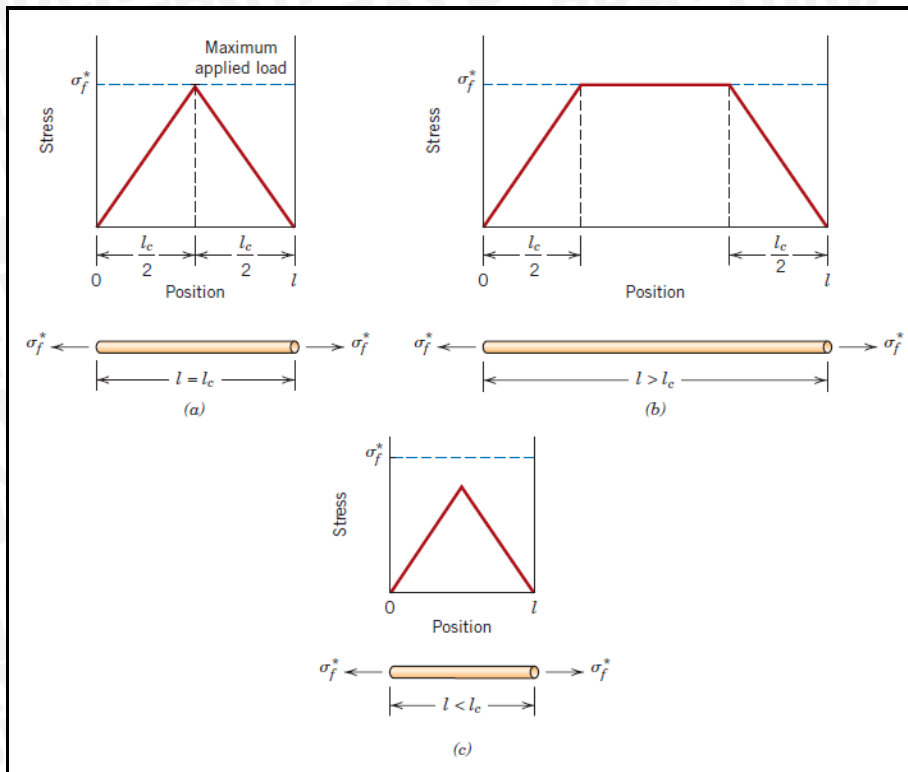 Maximum
applied load
σ*f
Stress
lc/2 lc/2
0 l
Position
σ*f σ*f
l = lc
(a)
σ*f
Stress
lc/2 lc/2
0 l
Position
σ*f σ*f
l > lc
(b)
σ*f
Stress
0 l
Position
σ*f σ*f
l < lc
(c)